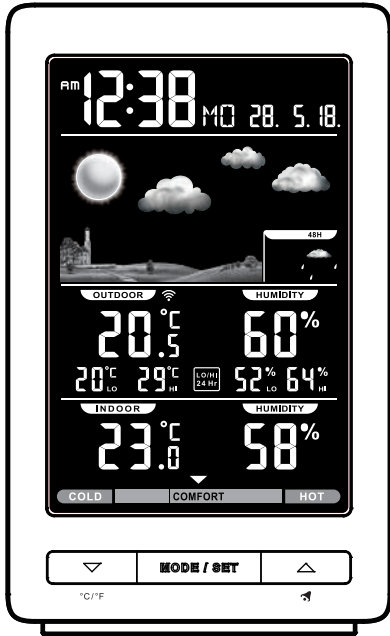 AM 12:38 MO 28. 5. 18.
48H
OUTDOOR HUMIDITY
20.5°C 60%
20°C LO 29°C HI LO/HI 24 Hr 52% LO 64% HI
INDOOR HUMIDITY
23.0°C 58%
COLD COMFORT HOT
MODE / SET
°C/°F